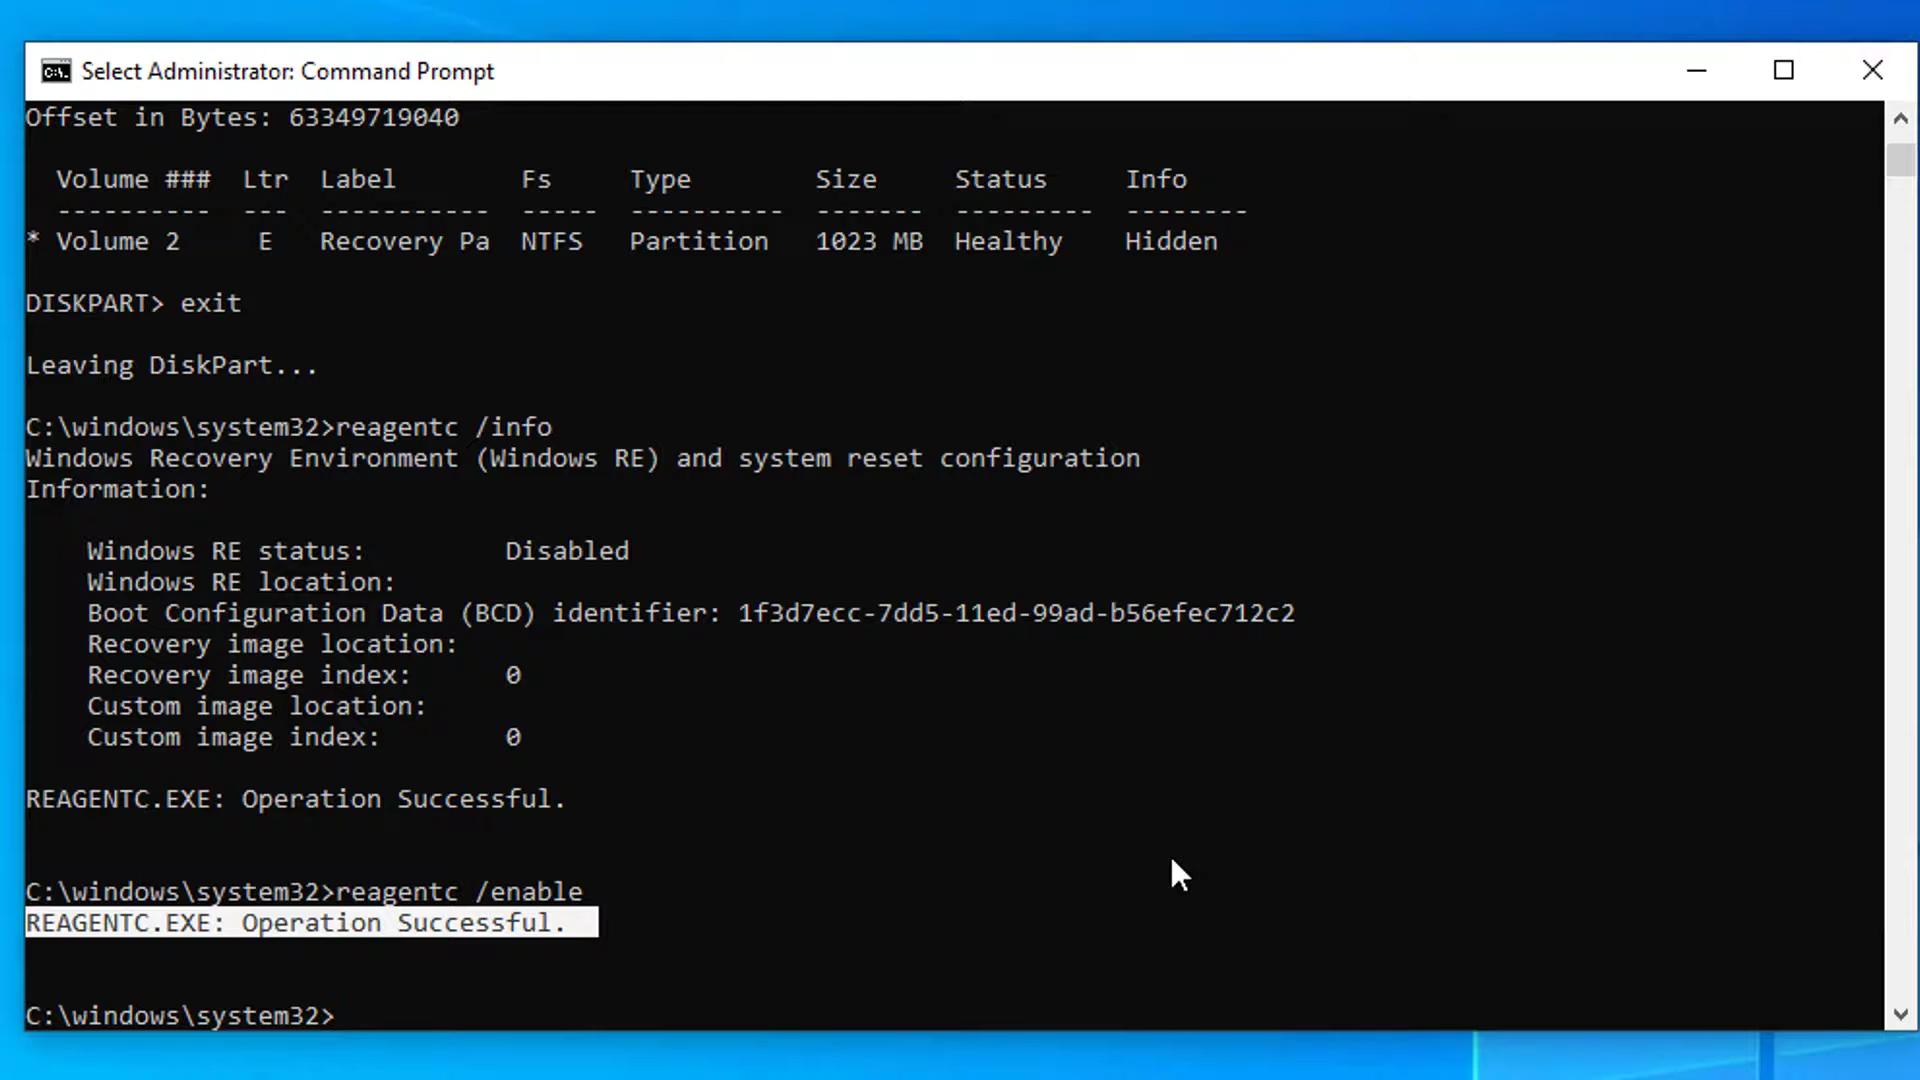 Select Administrator: Command Prompt
Offset in Bytes: 63349719040
Volume ### Ltr Label Fs Type Size Status Info
---------- --- ----------- ----- ---------- ------- --------- --------
* Volume 2 E Recovery Pa NTFS Partition 1023 MB Healthy Hidden
DISKPART> exit
Leaving DiskPart...
C:\windows\system32>reagentc /info
Windows Recovery Environment (Windows RE) and system reset configuration
Information:
Windows RE status: Disabled
Windows RE location:
Boot Configuration Data (BCD) identifier: 1f3d7ecc-7dd5-11ed-99ad-b56efec712c2
Recovery image location:
Recovery image index: 0
Custom image location:
Custom image index: 0
REAGENTC.EXE: Operation Successful.
C:\windows\system32>reagentc /enable
REAGENTC.EXE: Operation Successful.
C:\windows\system32>